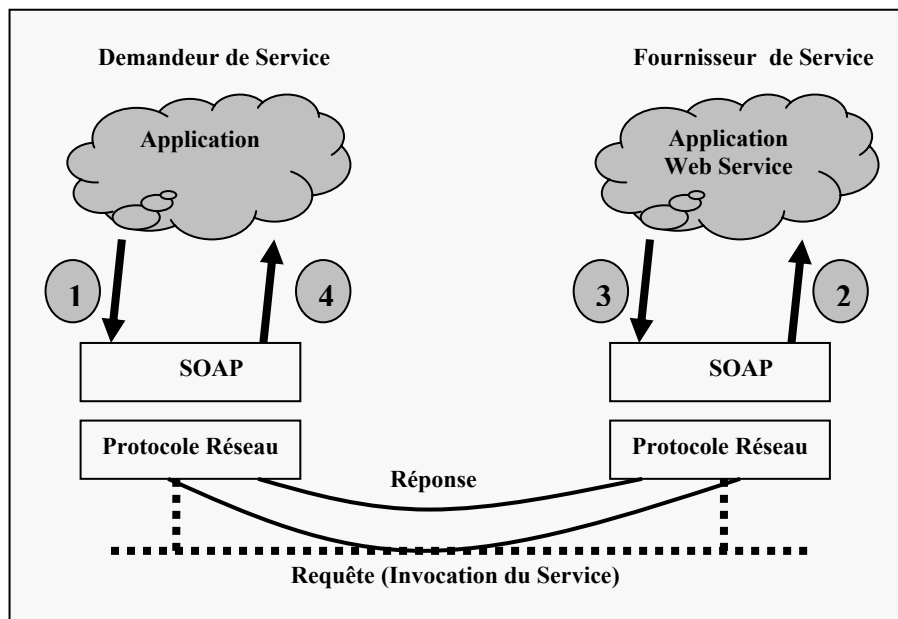 Demandeur de Service
Fournisseur de Service
Application
Application
Web Service
1
4
3
2
SOAP
SOAP
Protocole Réseau
Protocole Réseau
Réponse
Requête (Invocation du Service)